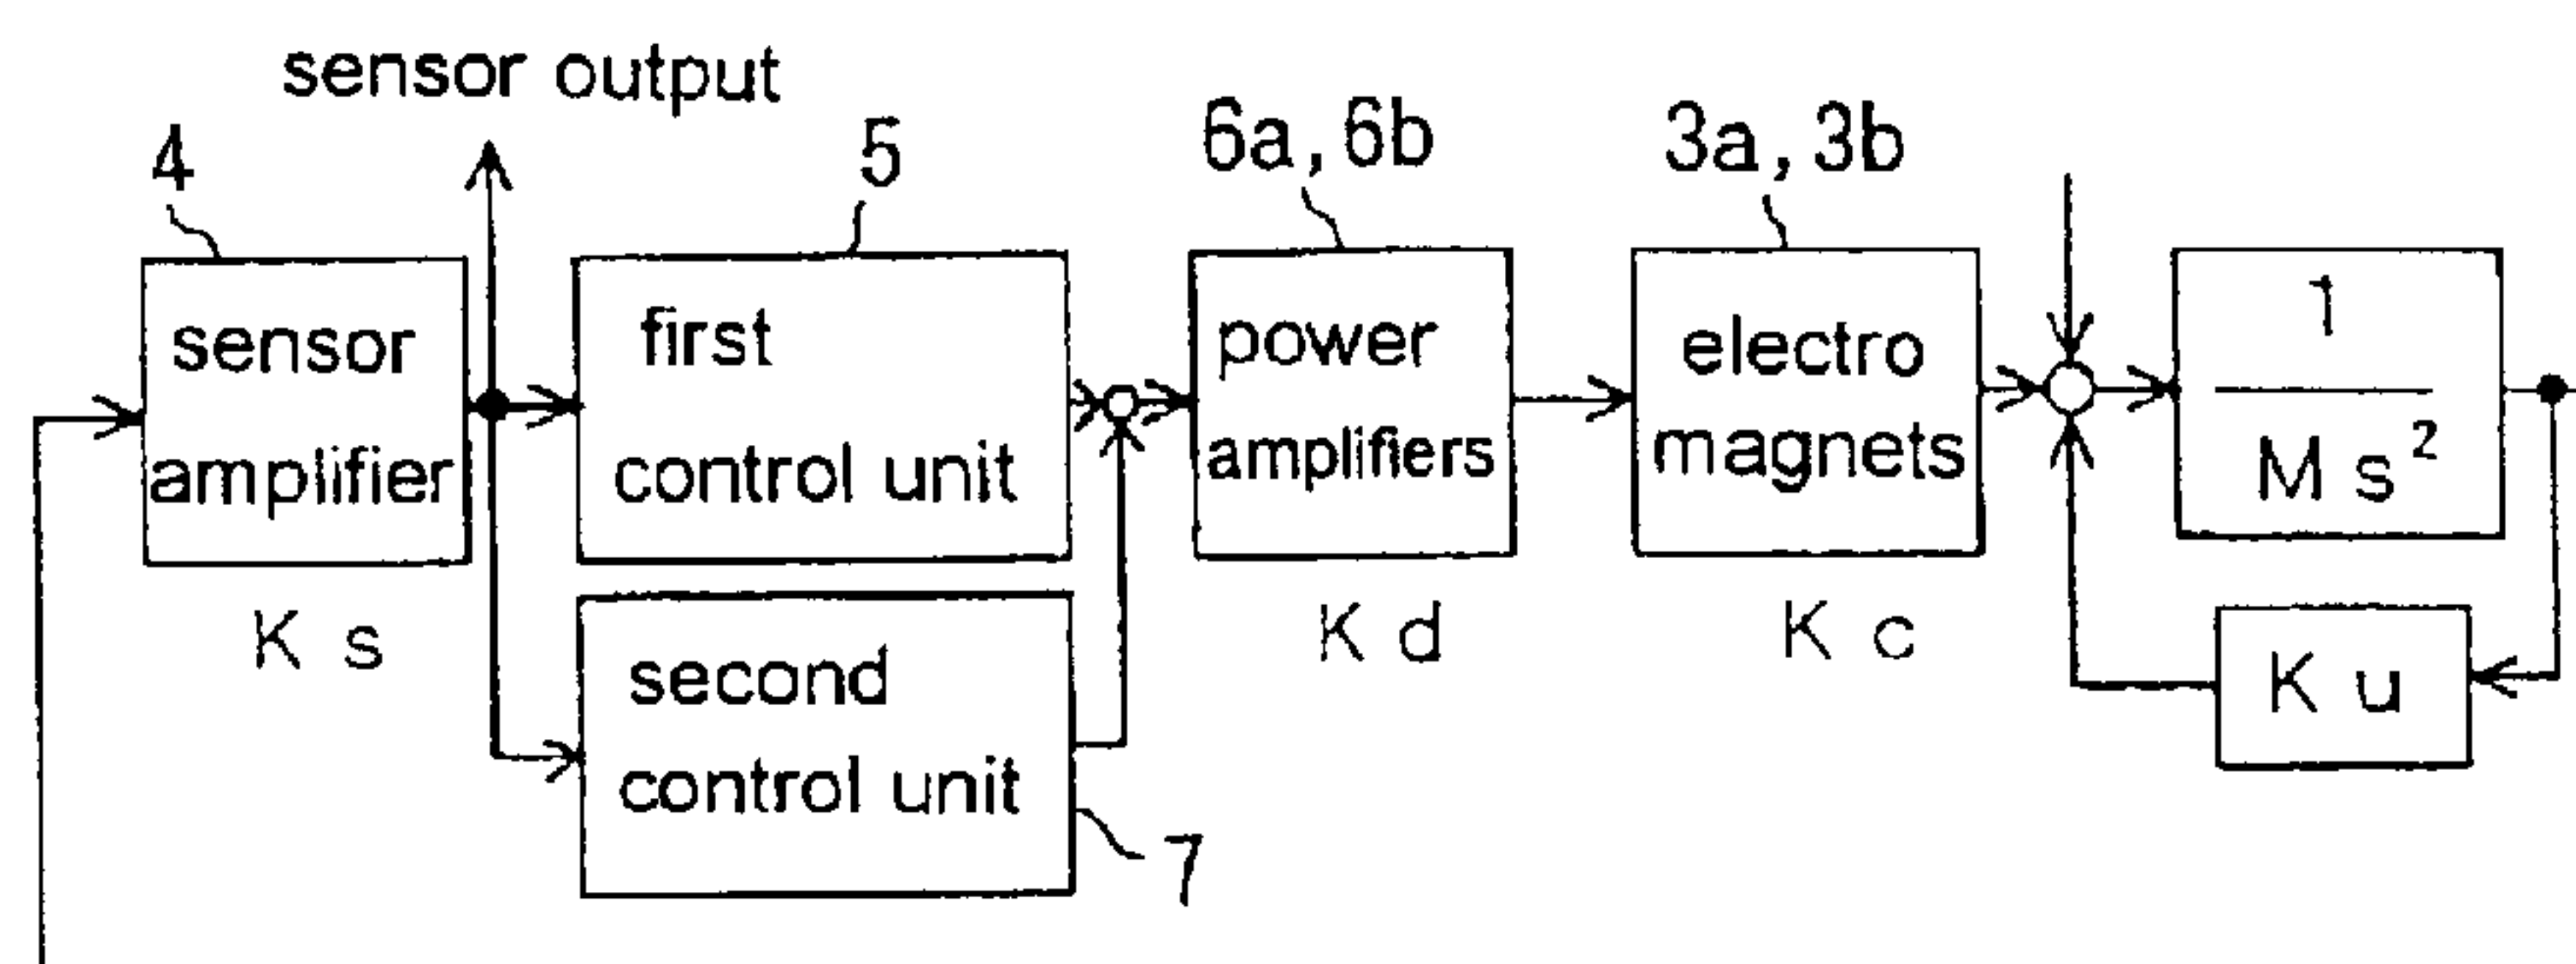 sensor output
4
5
6a, 6b
3a, 3b
sensor
amplifier
first
control unit
power
amplifiers
electro
magnets
1
M s²
K s
K d
K c
second
control unit
K u
7